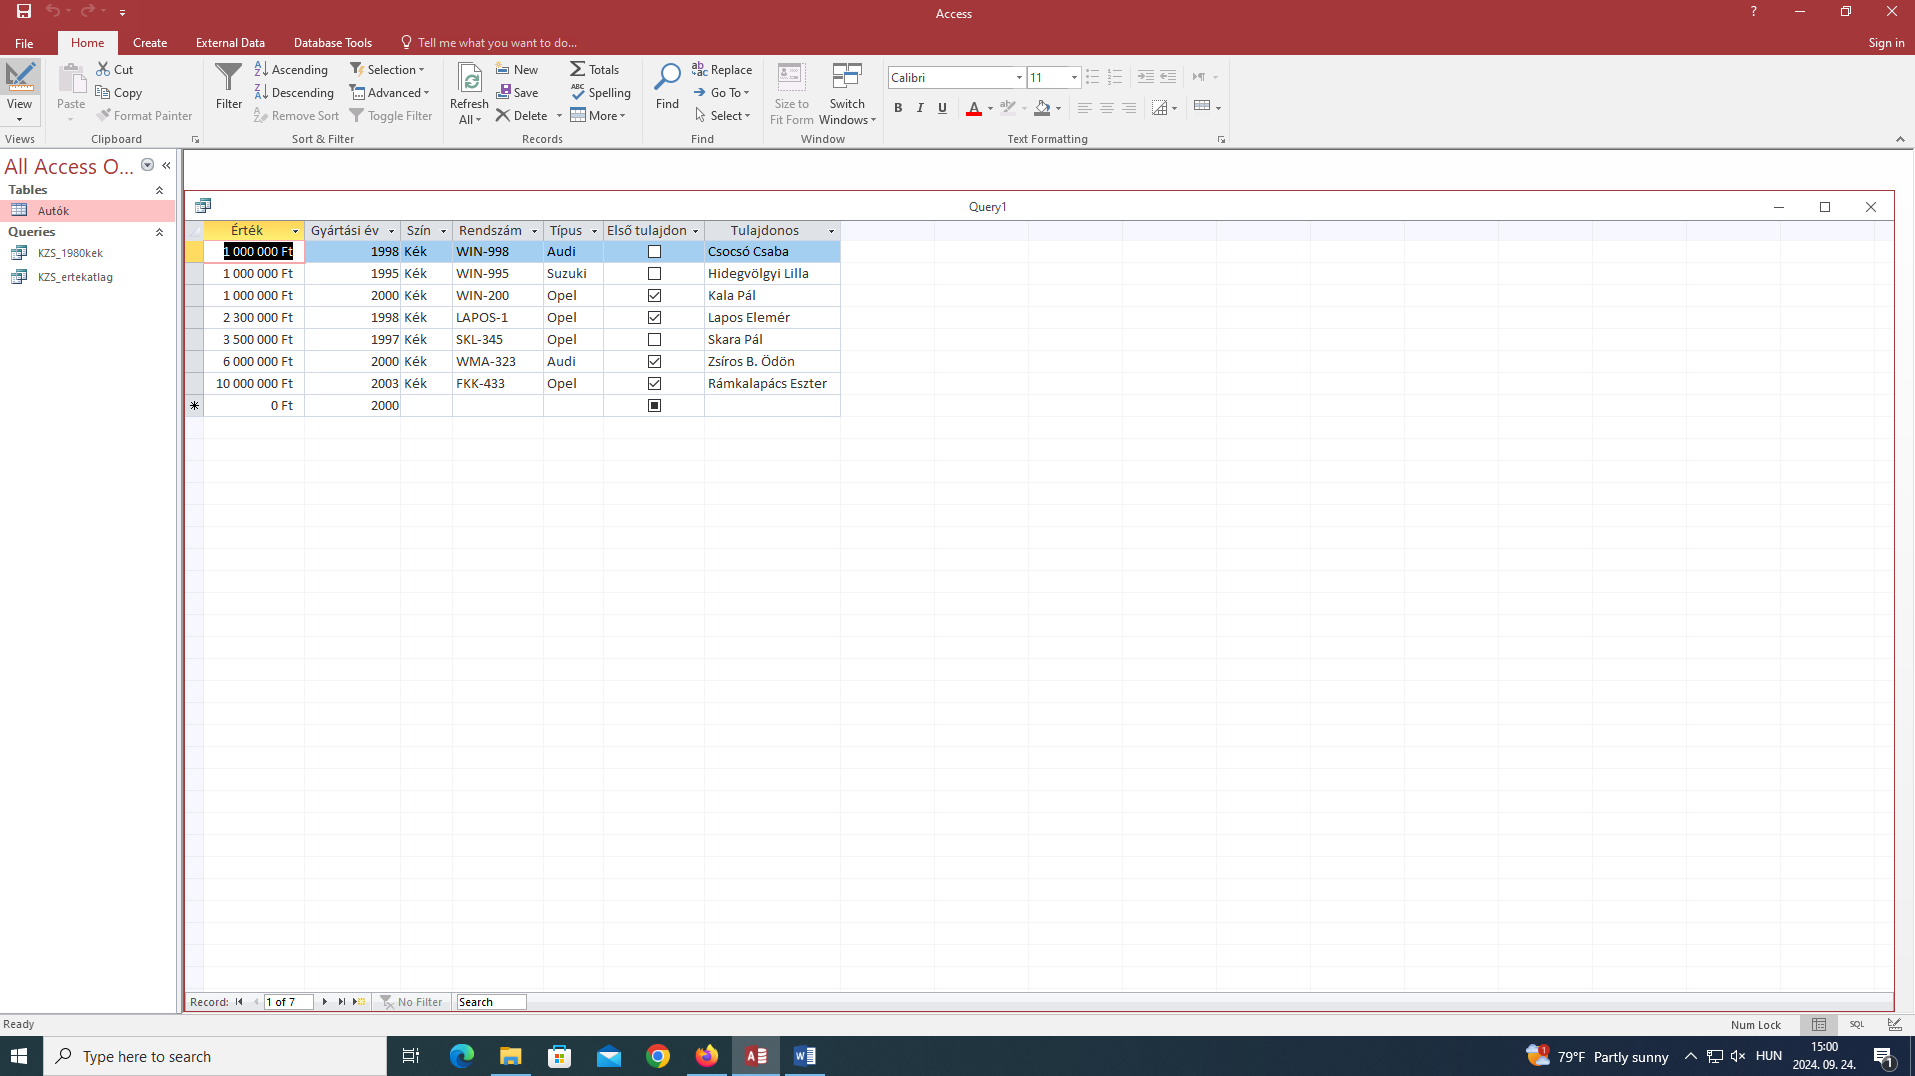 Access
File Home Create External Data Database Tools Tell me what you want to do... Sign in
View Paste Cut Copy Format Painter
Filter Ascending Descending Remove Sort Selection Advanced Toggle Filter
Refresh All New Save Delete Totals Spelling More
Find Replace Go To Select
Size to Fit Form Switch Windows
Calibri 11
B I U A
Views Clipboard Sort & Filter Records Find Window Text Formatting
All Access O...
Tables
Autók
Queries
KZS_1980kek
KZS_ertekatlag
Query1
Érték Gyártási év Szín Rendszám Típus Első tulajdon Tulajdonos
1 000 000 Ft 1998 Kék WIN-998 Audi Csocsó Csaba
1 000 000 Ft 1995 Kék WIN-995 Suzuki Hidegvölgyi Lilla
1 000 000 Ft 2000 Kék WIN-200 Opel Kala Pál
2 300 000 Ft 1998 Kék LAPOS-1 Opel Lapos Elemér
3 500 000 Ft 1997 Kék SKL-345 Opel Skara Pál
6 000 000 Ft 2000 Kék WMA-323 Audi Zsíros B. Ödön
10 000 000 Ft 2003 Kék FKK-433 Opel Rámkalapács Eszter
0 Ft 2000
Record: 1 of 7 No Filter Search
Ready Num Lock SQL
Type here to search 79°F Partly sunny HUN 15:00
2024. 09. 24. 1